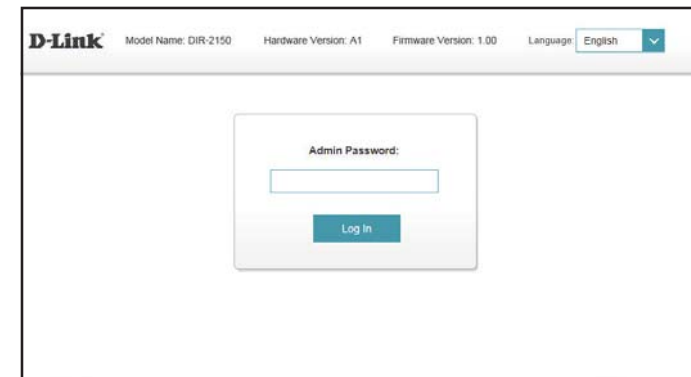 D-Link Model Name: DIR-2150 Hardware Version: A1 Firmware Version: 1.00 Language: English
Admin Password:
Log In